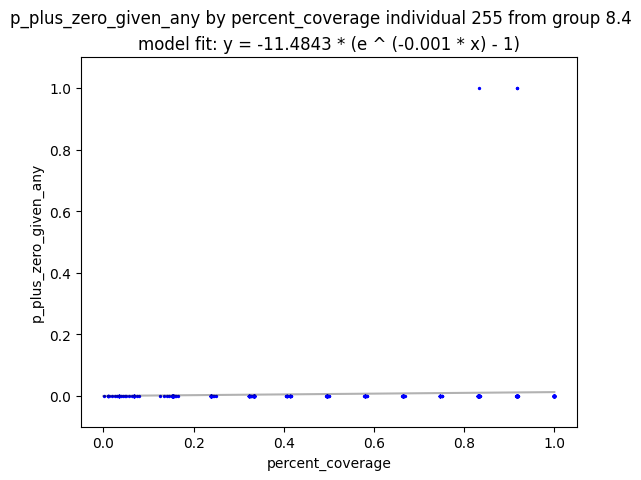 p_plus_zero_given_any by percent_coverage individual 255 from group 8.4
model fit: y = -11.4843 * (e ^ (-0.001 * x) - 1)
1.0
0.8
0.6
0.4
0.2
0.0
p_plus_zero_given_any
0.0 0.2 0.4 0.6 0.8 1.0
percent_coverage